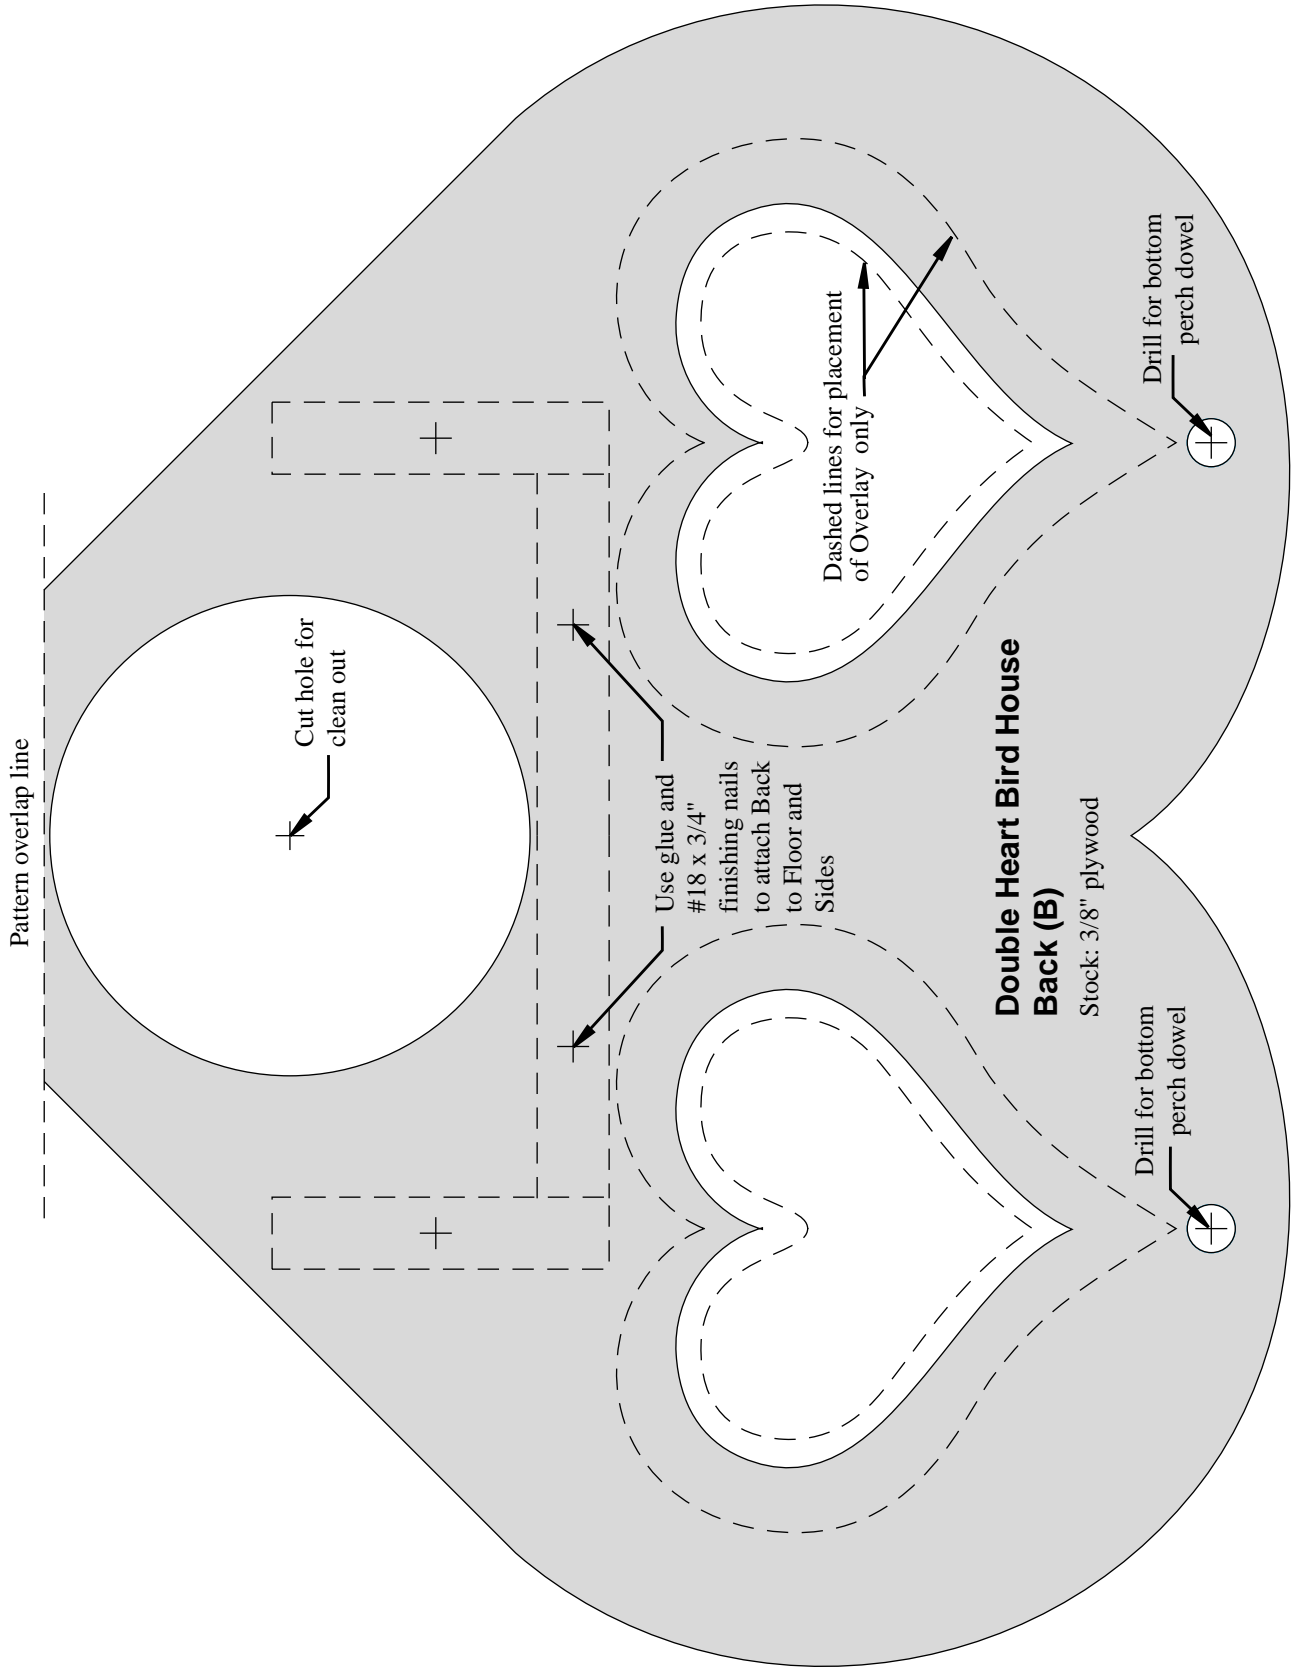 Pattern overlap line
Cut hole for
clean out
Use glue and
#18 x 3/4"
finishing nails
to attach Back
to Floor and
Sides
Dashed lines for placement
of Overlay only
Double Heart Bird House
Back (B)
Stock: 3/8" plywood
Drill for bottom
perch dowel
Drill for bottom
perch dowel